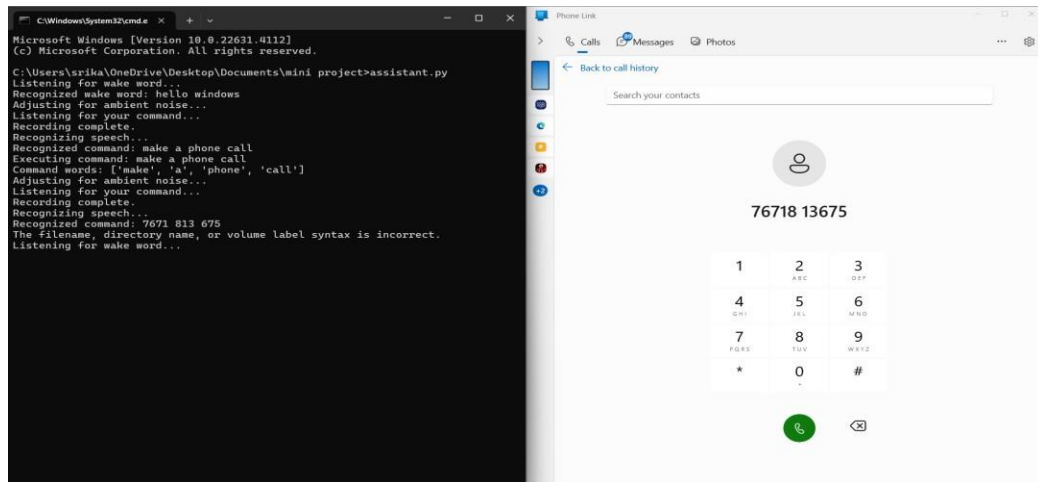 C:\Windows\System32\cmd.e
Microsoft Windows [Version 10.0.22631.4112]
(c) Microsoft Corporation. All rights reserved.
C:\Users\srika\OneDrive\Desktop\Documents\mini project>assistant.py
Listening for wake word...
Recognized wake word: hello windows
Adjusting for ambient noise...
Listening for your command...
Recording complete.
Recognizing speech...
Recognized command: make a phone call
Executing command: make a phone call
Command words: ['make', 'a', 'phone', 'call']
Adjusting for ambient noise...
Listening for your command...
Recording complete.
Recognizing speech...
Recognized command: 7671 813 675
The filename, directory name, or volume label syntax is incorrect.
Listening for wake word...
Phone Link
Calls Messages Photos
Back to call history
Search your contacts
+2
76718 13675
1 2 3
ABC DEF
4 5 6
GHI JKL MNO
7 8 9
PQRS TUV WXYZ
* 0 #